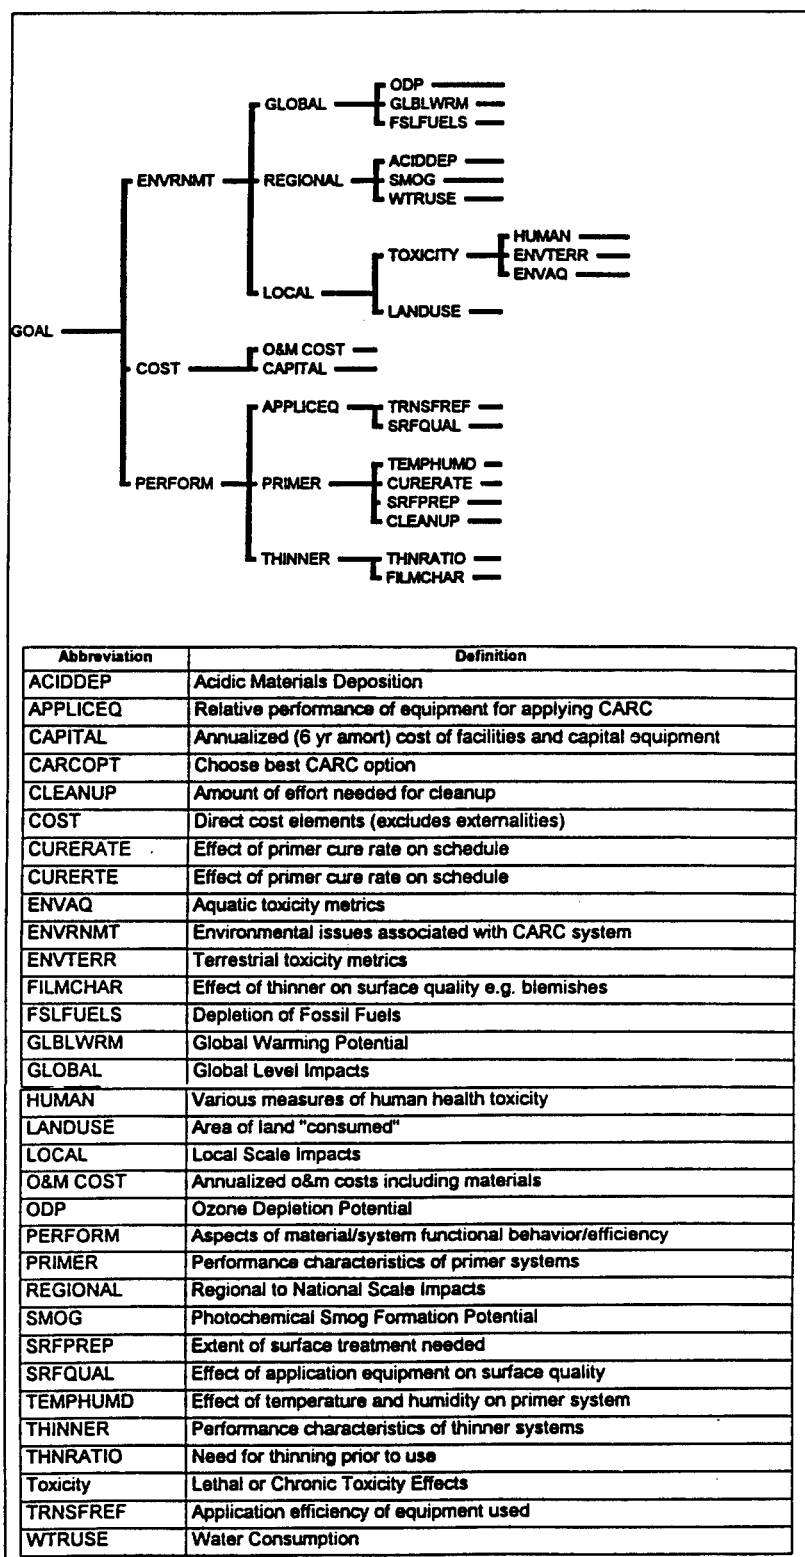 ODP
GLOBAL GLBLWRM
FSLFUELS
ACIDDEP
ENVRNMT REGIONAL SMOG
WTRUSE
HUMAN
TOXICITY ENVTERR
ENVAQ
LOCAL
LANDUSE
GOAL
O&M COST
COST CAPITAL
APPLICEQ TRNSFREF
SRFQUAL
TEMPHUMD
PERFORM PRIMER CURERATE
SRFPREP
CLEANUP
THINNER THNRATIO
FILMCHAR
Abbreviation Definition
ACIDDEP Acidic Materials Deposition
APPLICEQ Relative performance of equipment for applying CARC
CAPITAL Annualized (6 yr amort) cost of facilities and capital equipment
CARCOPT Choose best CARC option
CLEANUP Amount of effort needed for cleanup
COST Direct cost elements (excludes externalities)
CURERATE Effect of primer cure rate on schedule
CURERTE Effect of primer cure rate on schedule
ENVAQ Aquatic toxicity metrics
ENVRNMT Environmental issues associated with CARC system
ENVTERR Terrestrial toxicity metrics
FILMCHAR Effect of thinner on surface quality e.g. blemishes
FSLFUELS Depletion of Fossil Fuels
GLBLWRM Global Warming Potential
GLOBAL Global Level Impacts
HUMAN Various measures of human health toxicity
LANDUSE Area of land "consumed"
LOCAL Local Scale Impacts
O&M COST Annualized o&m costs including materials
ODP Ozone Depletion Potential
PERFORM Aspects of material/system functional behavior/efficiency
PRIMER Performance characteristics of primer systems
REGIONAL Regional to National Scale Impacts
SMOG Photochemical Smog Formation Potential
SRFPREP Extent of surface treatment needed
SRFQUAL Effect of application equipment on surface quality
TEMPHUMD Effect of temperature and humidity on primer system
THINNER Performance characteristics of thinner systems
THNRATIO Need for thinning prior to use
Toxicity Lethal or Chronic Toxicity Effects
TRNSFREF Application efficiency of equipment used
WTRUSE Water Consumption